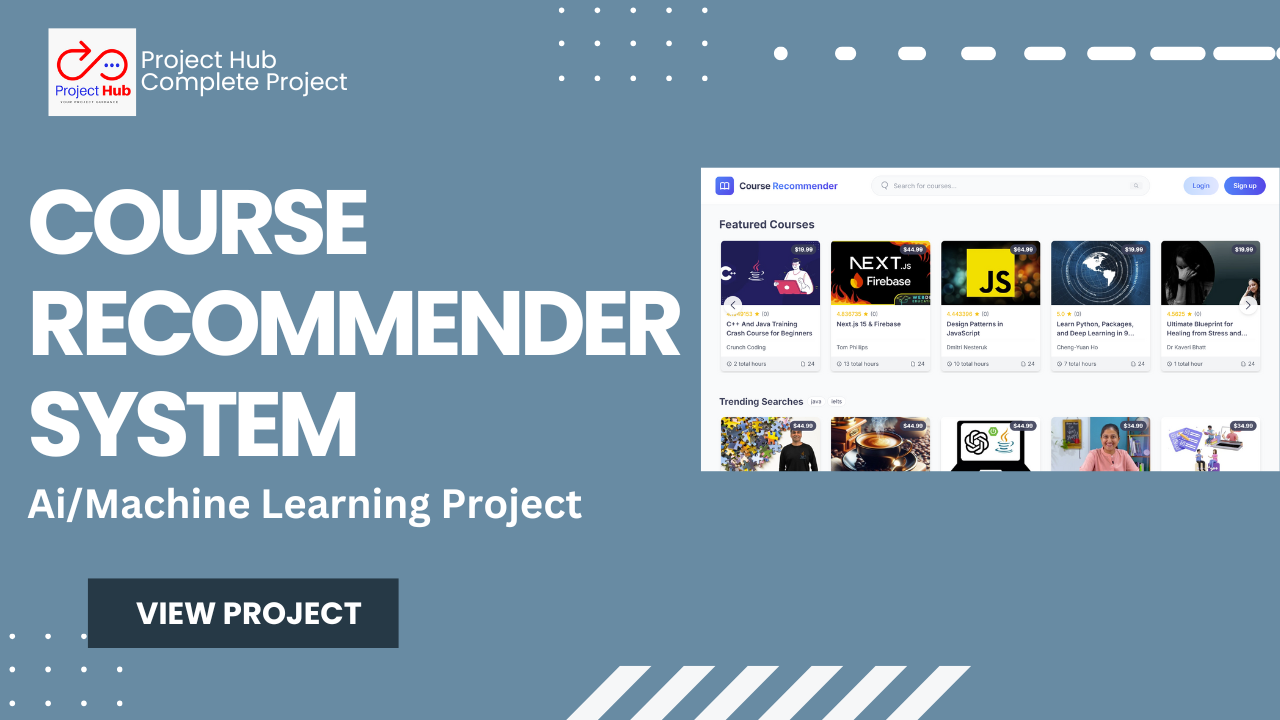 Project Hub
YOUR PROJECT GUIDANCE
Project Hub
Complete Project
COURSE
RECOMMENDER
SYSTEM
Ai/Machine Learning Project
VIEW PROJECT
Course Recommender
Search for courses...
Login
Sign up
Featured Courses
$19.99
$44.99
$64.99
$19.99
$19.99
NEXT.JS
Firebase
JS
(0)
4.636735 ★ (0)
4.443396 ★ (0)
5.0 ★ (0)
4.5625 ★ (0)
C++ And Java Training
Crash Course for Beginners
Crunch Coding
2 total hours
24
Next.js 15 & Firebase
Tom Phillips
13 total hours
24
Design Patterns in
JavaScript
Dmitri Nesteruk
10 total hours
24
Learn Python, Packages,
and Deep Learning in 9...
Cheng-Yuan Ho
7 total hours
24
Ultimate Blueprint for
Healing from Stress and...
Dr Kaveri Bhatt
1 total hour
24
Trending Searches
java
ielts
$44.99
$44.99
$44.99
$34.99
$34.99